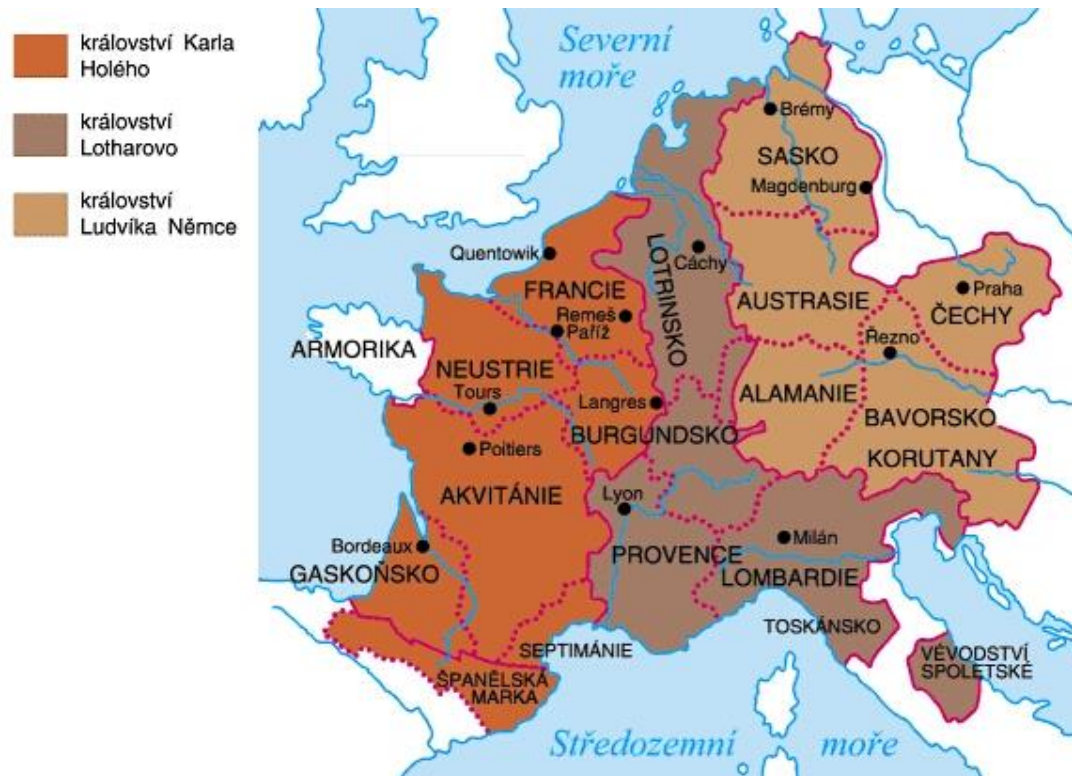 království Karla
Holého
království
Lotharovo
království
Ludvíka Němce
Severní
moře
Brémy
SASKO
Magdenburg
Quentowik
LOTRINSKO
Cáchy
FRANCIE
Remeš
Paříž
AUSTRASIE
Praha
ČECHY
ARMORIKA
NEUSTRIE
Řezno
Tours
Langres
ALAMANIE
BAVORSKO
BURGUNDSKO
Poitiers
KORUTANY
AKVITÁNIE
Lyon
Bordeaux
Milán
PROVENCE
GASKOŇSKO
LOMBARDIE
TOSKÁNSKO
SEPTIMÁNIE
VÉVODSTVÍ
SPOLETSKÉ
ŠPANĚLSKÁ
MARKA
Středozemní moře